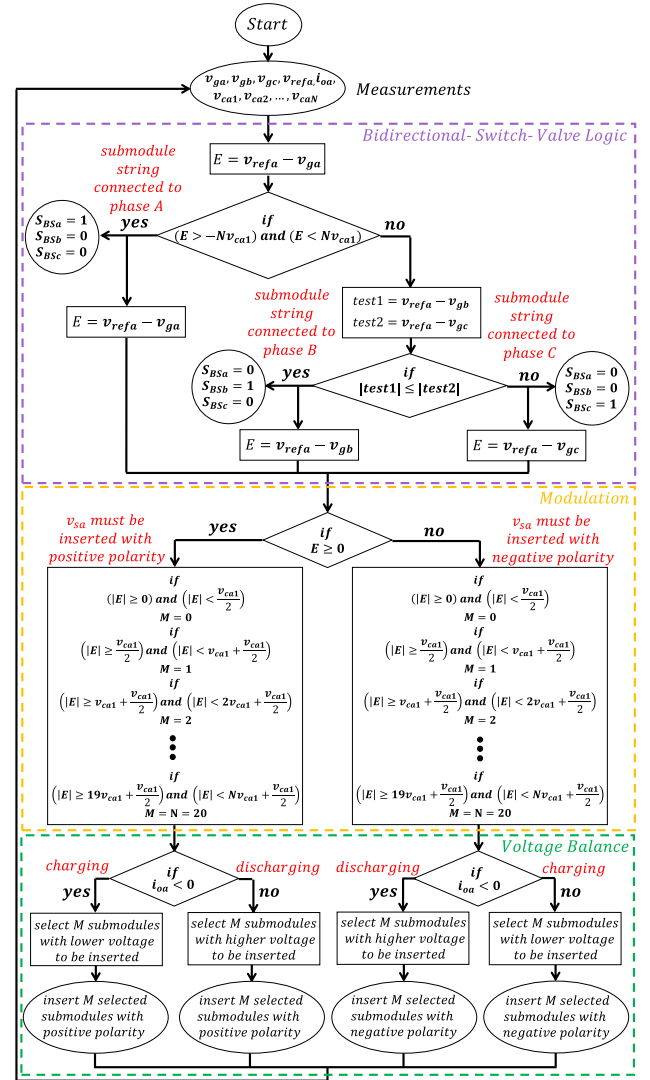 Start
v_ga, v_gb, v_gc, v_refa, i_oa,
v_ca1, v_ca2, ..., v_caN
Measurements
Bidirectional- Switch- Valve Logic
E = v_refa − v_ga
submodule
string
connected to
phase A
yes
if
(E > −Nv_ca1) and (E < Nv_ca1)
no
S_BSa = 1
S_BSb = 0
S_BSc = 0
E = v_refa − v_ga
test1 = v_refa − v_gb
test2 = v_refa − v_gc
submodule
string
connected to
phase B
submodule
string
connected to
phase C
yes
if
|test1| ≤ |test2|
no
S_BSa = 0
S_BSb = 1
S_BSc = 0
S_BSa = 0
S_BSb = 0
S_BSc = 1
E = v_refa − v_gb
E = v_refa − v_gc
Modulation
v_sa must be
inserted with
positive polarity
yes
if
E ≥ 0
no
v_sa must be
inserted with
negative polarity
if
(|E| ≥ 0) and (|E| < v_ca1/2)
M = 0
if
(|E| ≥ v_ca1/2) and (|E| < v_ca1 + v_ca1/2)
M = 1
if
(|E| ≥ v_ca1 + v_ca1/2) and (|E| < 2v_ca1 + v_ca1/2)
M = 2
if
(|E| ≥ 19v_ca1 + v_ca1/2) and (|E| < Nv_ca1 + v_ca1/2)
M = N = 20
if
(|E| ≥ 0) and (|E| < v_ca1/2)
M = 0
if
(|E| ≥ v_ca1/2) and (|E| < v_ca1 + v_ca1/2)
M = 1
if
(|E| ≥ v_ca1 + v_ca1/2) and (|E| < 2v_ca1 + v_ca1/2)
M = 2
if
(|E| ≥ 19v_ca1 + v_ca1/2) and (|E| < Nv_ca1 + v_ca1/2)
M = N = 20
Voltage Balance
charging
yes
if
i_oa < 0
discharging
no
discharging
yes
if
i_oa < 0
charging
no
select M submodules
with lower voltage
to be inserted
select M submodules
with higher voltage
to be inserted
select M submodules
with higher voltage
to be inserted
select M submodules
with lower voltage
to be inserted
insert M selected
submodules with
positive polarity
insert M selected
submodules with
positive polarity
insert M selected
submodules with
negative polarity
insert M selected
submodules with
negative polarity